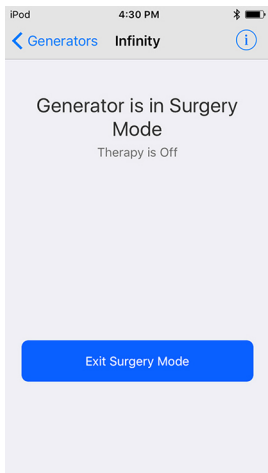 iPod 4:30 PM
Generators Infinity
Generator is in Surgery
Mode
Therapy is Off
Exit Surgery Mode